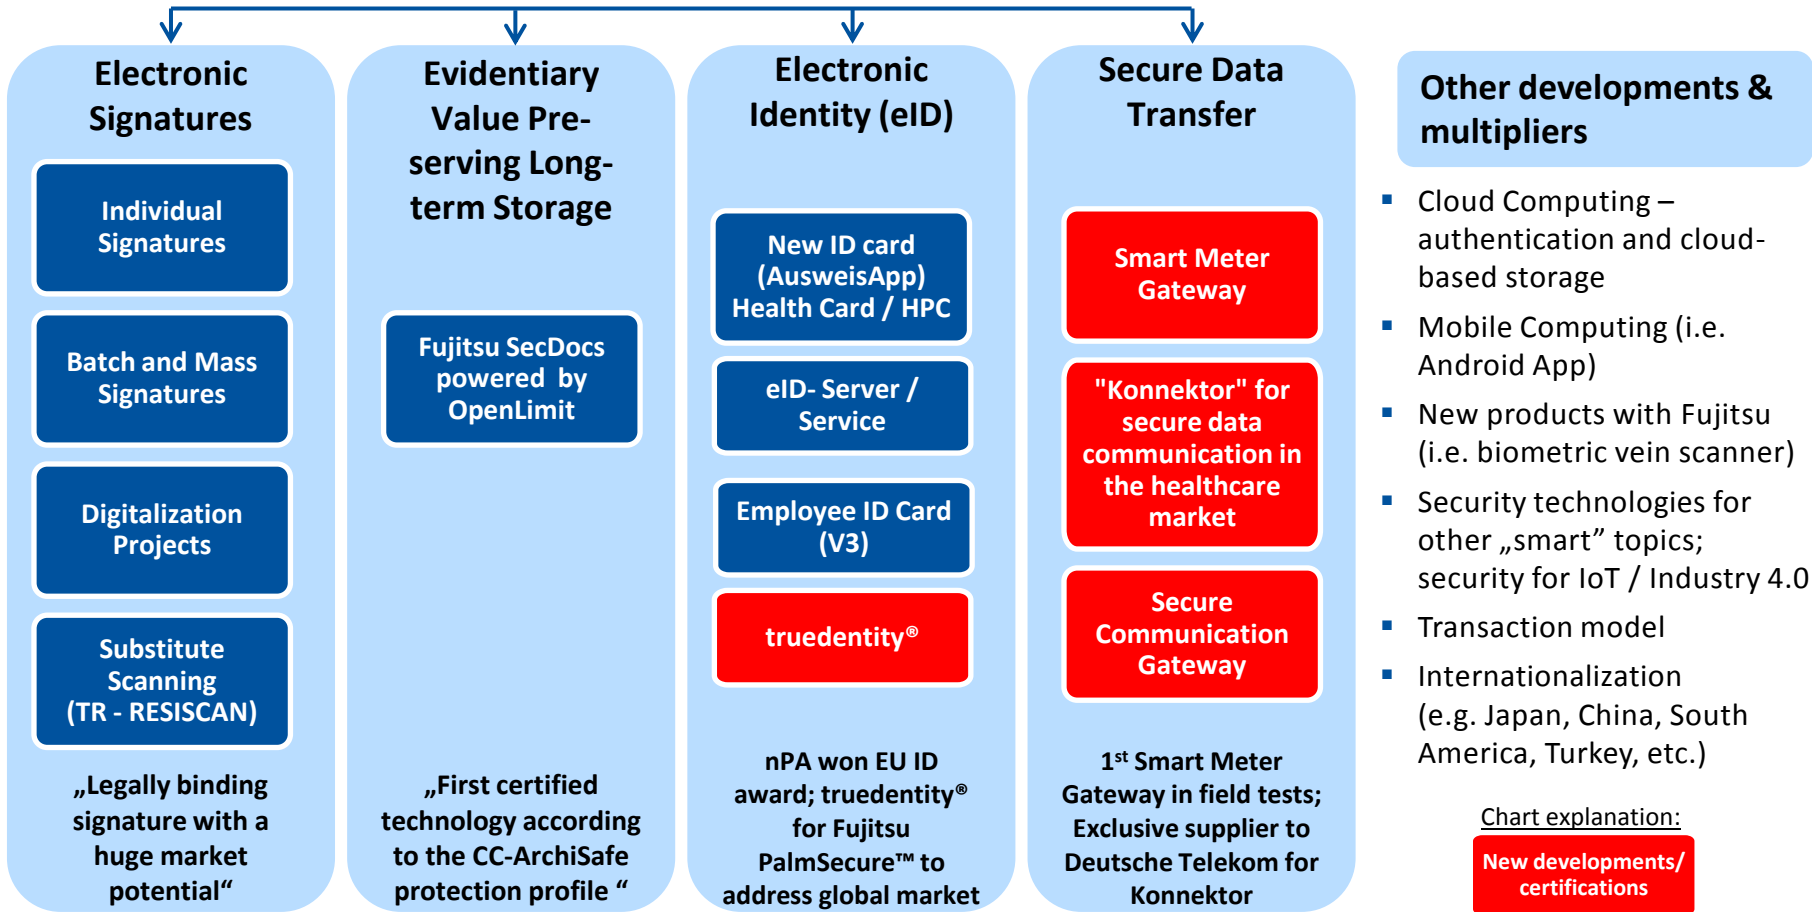 Electronic
Signatures
Individual
Signatures
Batch and Mass
Signatures
Digitalization
Projects
Substitute
Scanning
(TR - RESISCAN)
„Legally binding
signature with a
huge market
potential“
Evidentiary
Value Pre-
serving Long-
term Storage
Fujitsu SecDocs
powered by
OpenLimit
„First certified
technology according
to the CC-ArchiSafe
protection profile “
Electronic
Identity (eID)
New ID card
(AusweisApp)
Health Card / HPC
eID- Server /
Service
Employee ID Card
(V3)
truedentity®
nPA won EU ID
award; truedentity®
for Fujitsu
PalmSecure™ to
address global market
Secure Data
Transfer
Smart Meter
Gateway
"Konnektor" for
secure data
communication in
the healthcare
market
Secure
Communication
Gateway
1st Smart Meter
Gateway in field tests;
Exclusive supplier to
Deutsche Telekom for
Konnektor
Other developments &
multipliers
▪ Cloud Computing –
authentication and cloud-
based storage
▪ Mobile Computing (i.e.
Android App)
▪ New products with Fujitsu
(i.e. biometric vein scanner)
▪ Security technologies for
other „smart” topics;
security for IoT / Industry 4.0
▪ Transaction model
▪ Internationalization
(e.g. Japan, China, South
America, Turkey, etc.)
Chart explanation:
New developments/
certifications